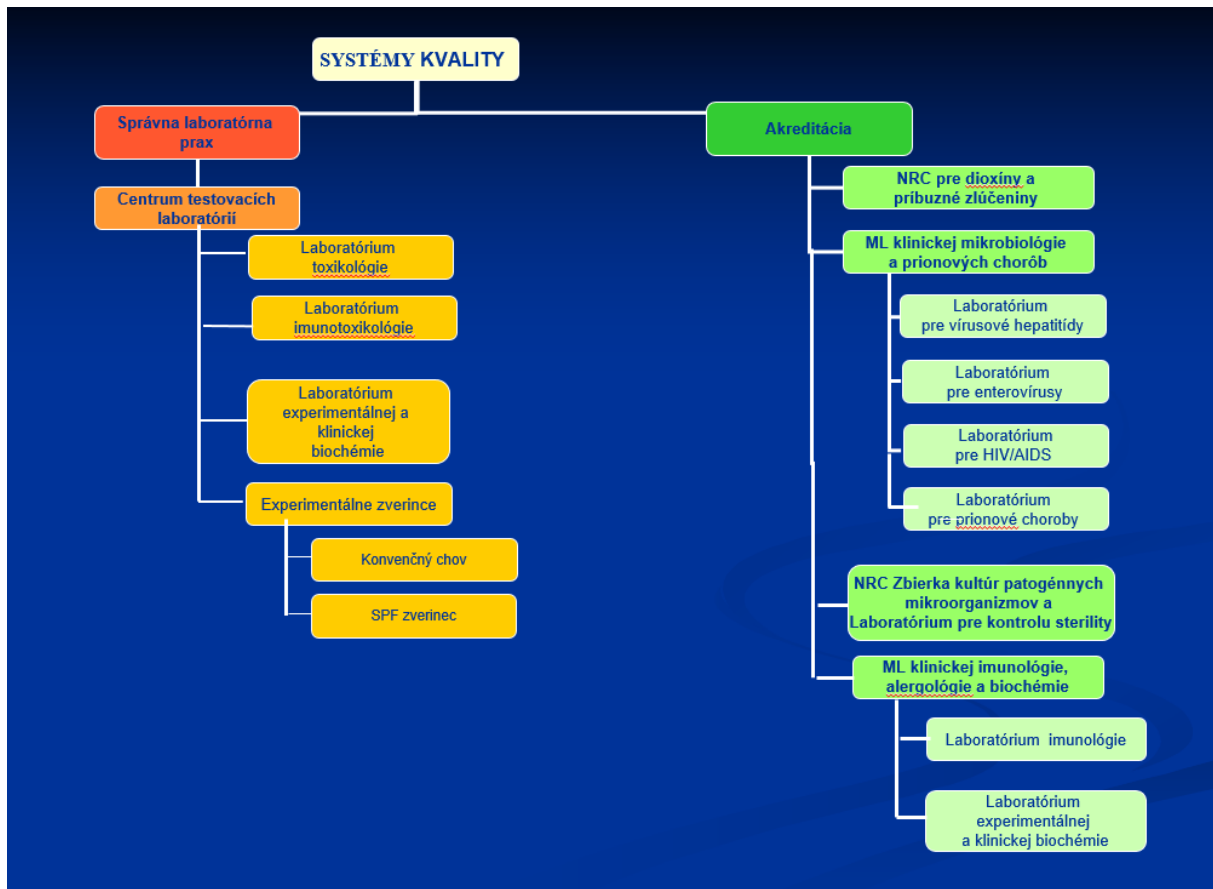 SYSTÉMY KVALITY
Správna laboratórna
prax
Centrum testovacích
laboratórií
Laboratórium
toxikológie
Laboratórium
imunotoxikológie
Laboratórium
experimentálnej a
klinickej
biochémie
Experimentálne zverince
Konvenčný chov
SPF zverinec
Akreditácia
NRC pre dioxíny a
príbuzné zlúčeniny
ML klinickej mikrobiológie
a prionových chorôb
Laboratórium
pre vírusové hepatitídy
Laboratórium
pre enterovírusy
Laboratórium
pre HIV/AIDS
Laboratórium
pre prionové choroby
NRC Zbierka kultúr patogénnych
mikroorganizmov a
Laboratórium pre kontrolu sterility
ML klinickej imunológie,
alergológie a biochémie
Laboratórium imunológie
Laboratórium
experimentálnej
a klinickej biochémie